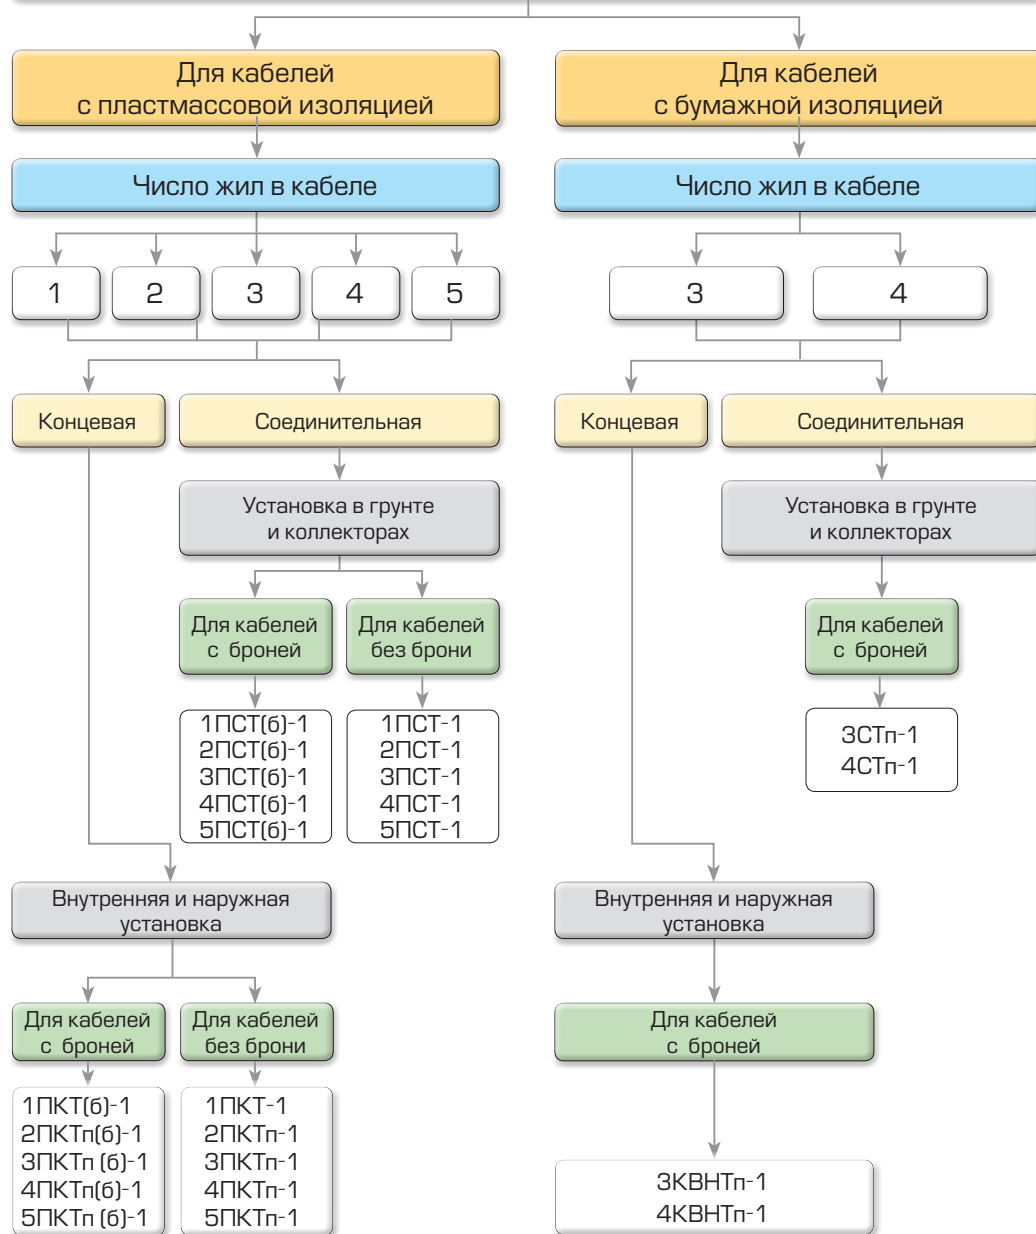 Для кабелей
с пластмассовой изоляцией
Для кабелей
с бумажной изоляцией
Число жил в кабеле
Число жил в кабеле
1
2
3
4
5
3
4
Концевая
Соединительная
Концевая
Соединительная
Установка в грунте
и коллекторах
Установка в грунте
и коллекторах
Для кабелей
с броней
Для кабелей
без брони
Для кабелей
с броней
1ПСТ(б)-1
2ПСТ(б)-1
3ПСТ(б)-1
4ПСТ(б)-1
5ПСТ(б)-1
1ПСТ-1
2ПСТ-1
3ПСТ-1
4ПСТ-1
5ПСТ-1
3СТп-1
4СТп-1
Внутренняя и наружная
установка
Внутренняя и наружная
установка
Для кабелей
с броней
Для кабелей
без брони
Для кабелей
с броней
1ПКТ(б)-1
2ПКТп(б)-1
3ПКТп (б)-1
4ПКТп(б)-1
5ПКТп (б)-1
1ПКТ-1
2ПКТп-1
3ПКТп-1
4ПКТп-1
5ПКТп-1
3КВНТп-1
4КВНТп-1